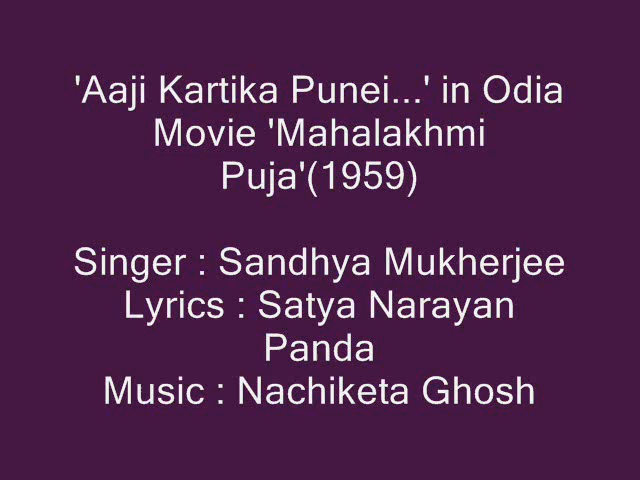 'Aaji Kartika Punei...' in Odia
Movie 'Mahalakhmi
Puja'(1959)
Singer : Sandhya Mukherjee
Lyrics : Satya Narayan
Panda
Music : Nachiketa Ghosh